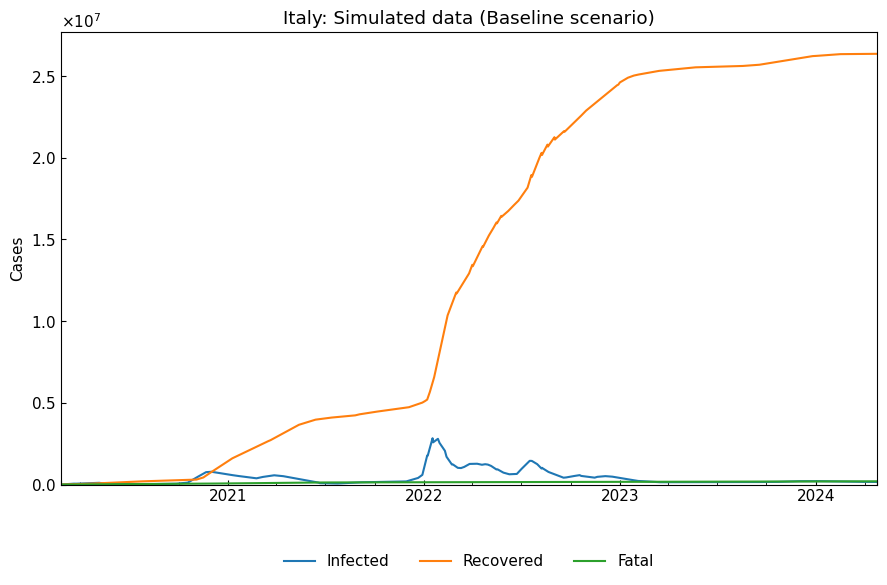 Italy: Simulated data (Baseline scenario)
×10⁷
2.5
2.0
1.5
1.0
0.5
0.0
Cases
2021 2022 2023 2024
Infected Recovered Fatal